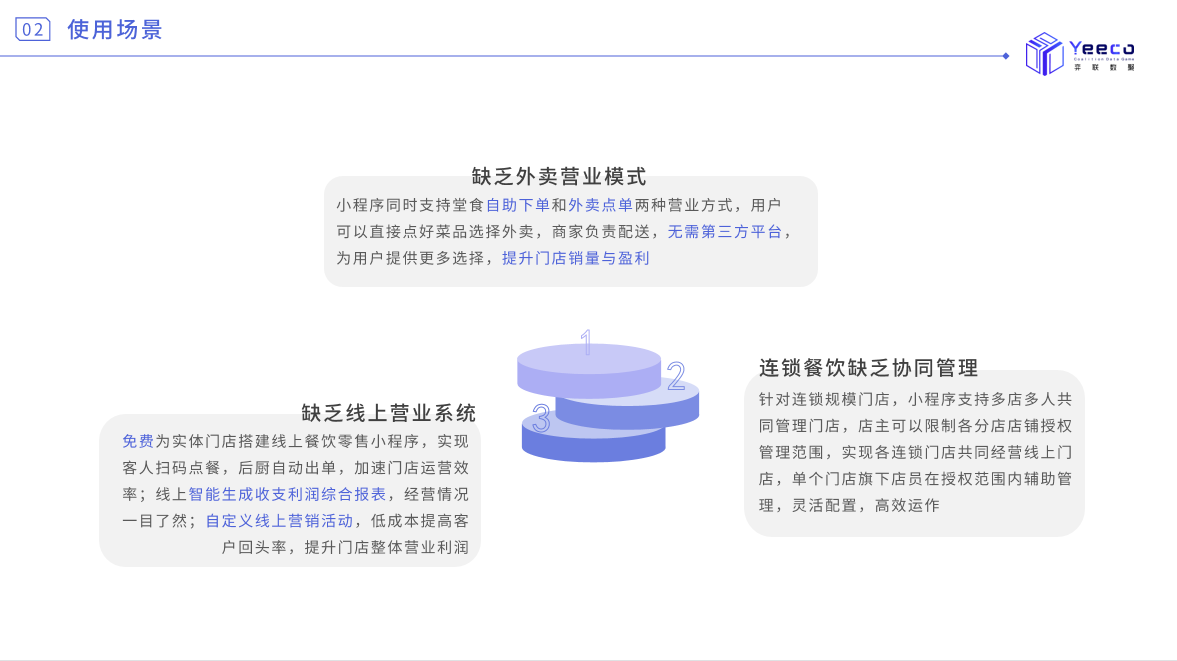 02 使用场景
Yeeco
Coalition Data Game
弈联数聚
缺乏外卖营业模式
小程序同时支持堂食自助下单和外卖点单两种营业方式，用户
可以直接点好菜品选择外卖，商家负责配送，无需第三方平台，
为用户提供更多选择，提升门店销量与盈利
1
2
3
连锁餐饮缺乏协同管理
针对连锁规模门店，小程序支持多店多人共
同管理门店，店主可以限制各分店店铺授权
管理范围，实现各连锁门店共同经营线上门
店，单个门店旗下店员在授权范围内辅助管
理，灵活配置，高效运作
缺乏线上营业系统
免费为实体门店搭建线上餐饮零售小程序，实现
客人扫码点餐，后厨自动出单，加速门店运营效
率；线上智能生成收支利润综合报表，经营情况
一目了然；自定义线上营销活动，低成本提高客
户回头率，提升门店整体营业利润